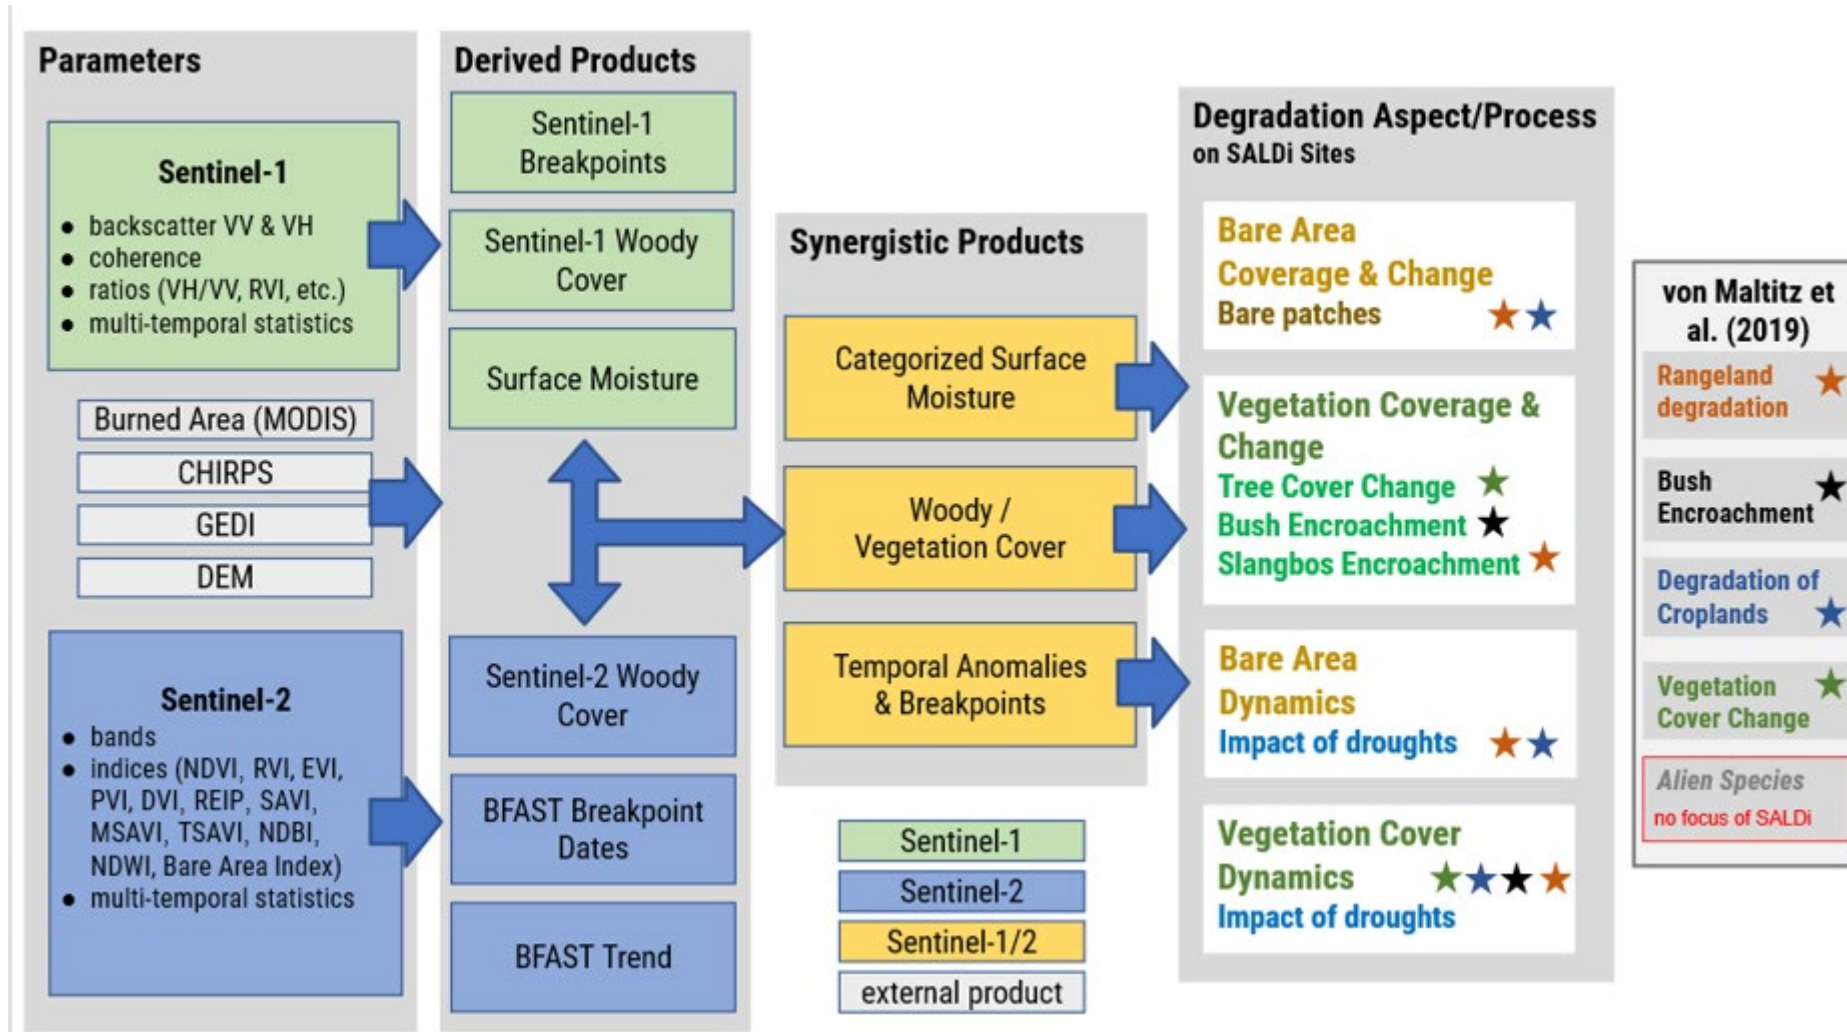 Parameters
Sentinel-1
● backscatter VV & VH
● coherence
● ratios (VH/VV, RVI, etc.)
● multi-temporal statistics
Burned Area (MODIS)
CHIRPS
GEDI
DEM
Sentinel-2
● bands
● indices (NDVI, RVI, EVI,
PVI, DVI, REIP, SAVI,
MSAVI, TSAVI, NDBI,
NDWI, Bare Area Index)
● multi-temporal statistics
Derived Products
Sentinel-1
Breakpoints
Sentinel-1 Woody
Cover
Surface Moisture
Sentinel-2 Woody
Cover
BFAST Breakpoint
Dates
BFAST Trend
Synergistic Products
Categorized Surface
Moisture
Woody /
Vegetation Cover
Temporal Anomalies
& Breakpoints
Sentinel-1
Sentinel-2
Sentinel-1/2
external product
Degradation Aspect/Process
on SALDi Sites
Bare Area
Coverage & Change
Bare patches
Vegetation Coverage &
Change
Tree Cover Change
Bush Encroachment
Slangbos Encroachment
Bare Area
Dynamics
Impact of droughts
Vegetation Cover
Dynamics
Impact of droughts
von Maltitz et
al. (2019)
Rangeland
degradation
Bush
Encroachment
Degradation of
Croplands
Vegetation
Cover Change
Alien Species
no focus of SALDi